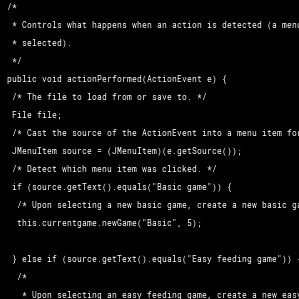 /*
* Controls what happens when an action is detected (a menu
* selected).
*/
public void actionPerformed(ActionEvent e) {
/* The file to load from or save to. */
File file;
/* Cast the source of the ActionEvent into a menu item for
JMenuItem source = (JMenuItem)(e.getSource());
/* Detect which menu item was clicked. */
if (source.getText().equals("Basic game")) {
/* Upon selecting a new basic game, create a new basic ga
this.currentgame.newGame("Basic", 5);
} else if (source.getText().equals("Easy feeding game")) {
/*
* Upon selecting an easy feeding game, create a new easy